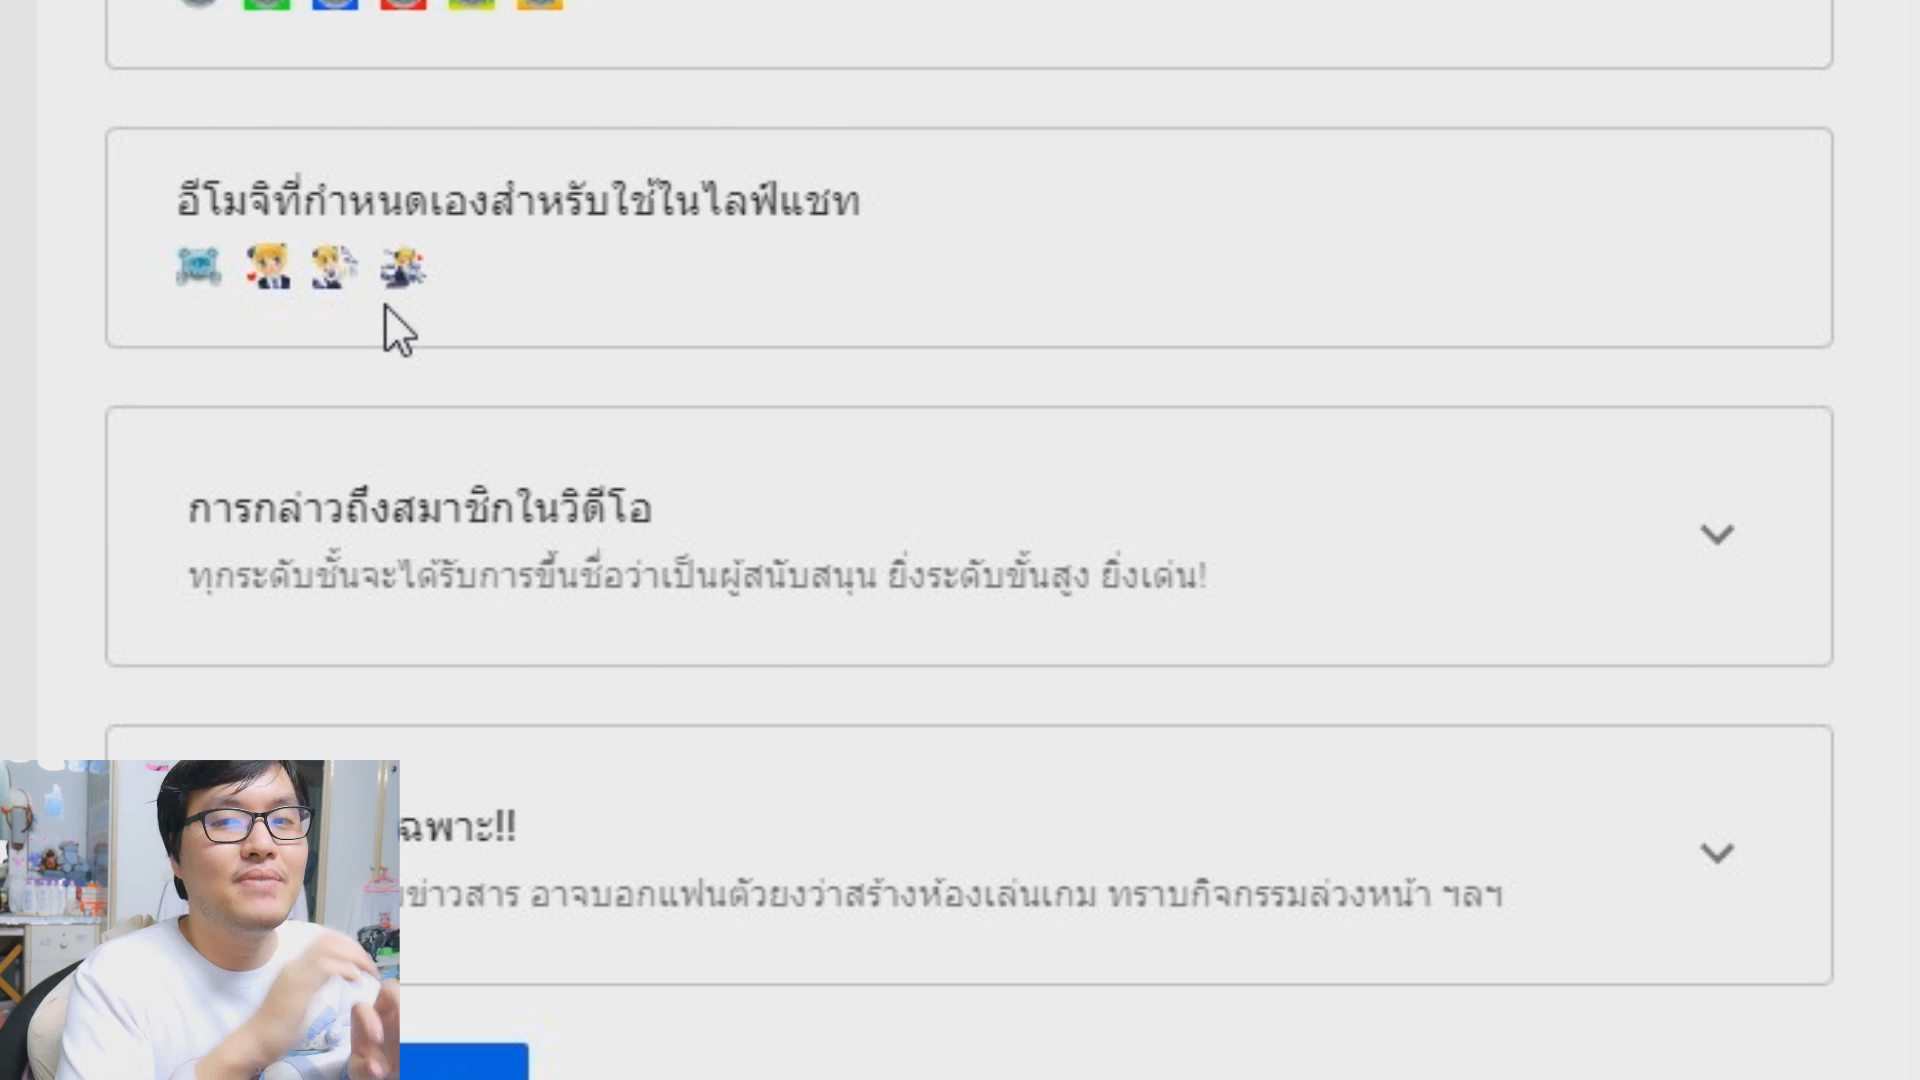 อีโมจิที่กำหนดเองสำหรับใช้ในไลฟ์แชท
การกล่าวถึงสมาชิกในวิดีโอ
ทุกระดับชั้นจะได้รับการขึ้นชื่อว่าเป็นผู้สนับสนุน ยิ่งระดับขั้นสูง ยิ่งเด่น!
ฉพาะ!!
ข่าวสาร อาจบอกแฟนตัวยงว่าสร้างห้องเล่นเกม ทราบกิจกรรมล่วงหน้า ฯลฯ